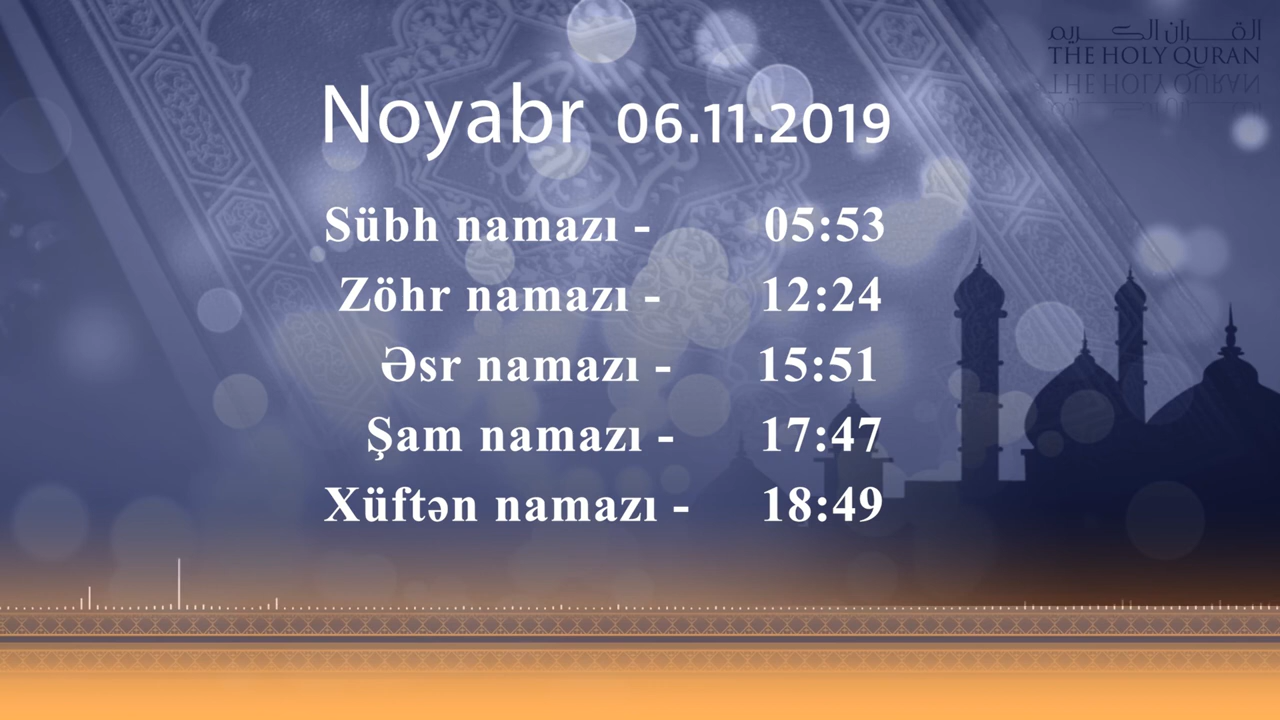 القرآن الكريم
THE HOLY QURAN
Noyabr 06.11.2019
Sübh namazı - 05:53
Zöhr namazı - 12:24
Əsr namazı - 15:51
Şam namazı - 17:47
Xüftən namazı - 18:49